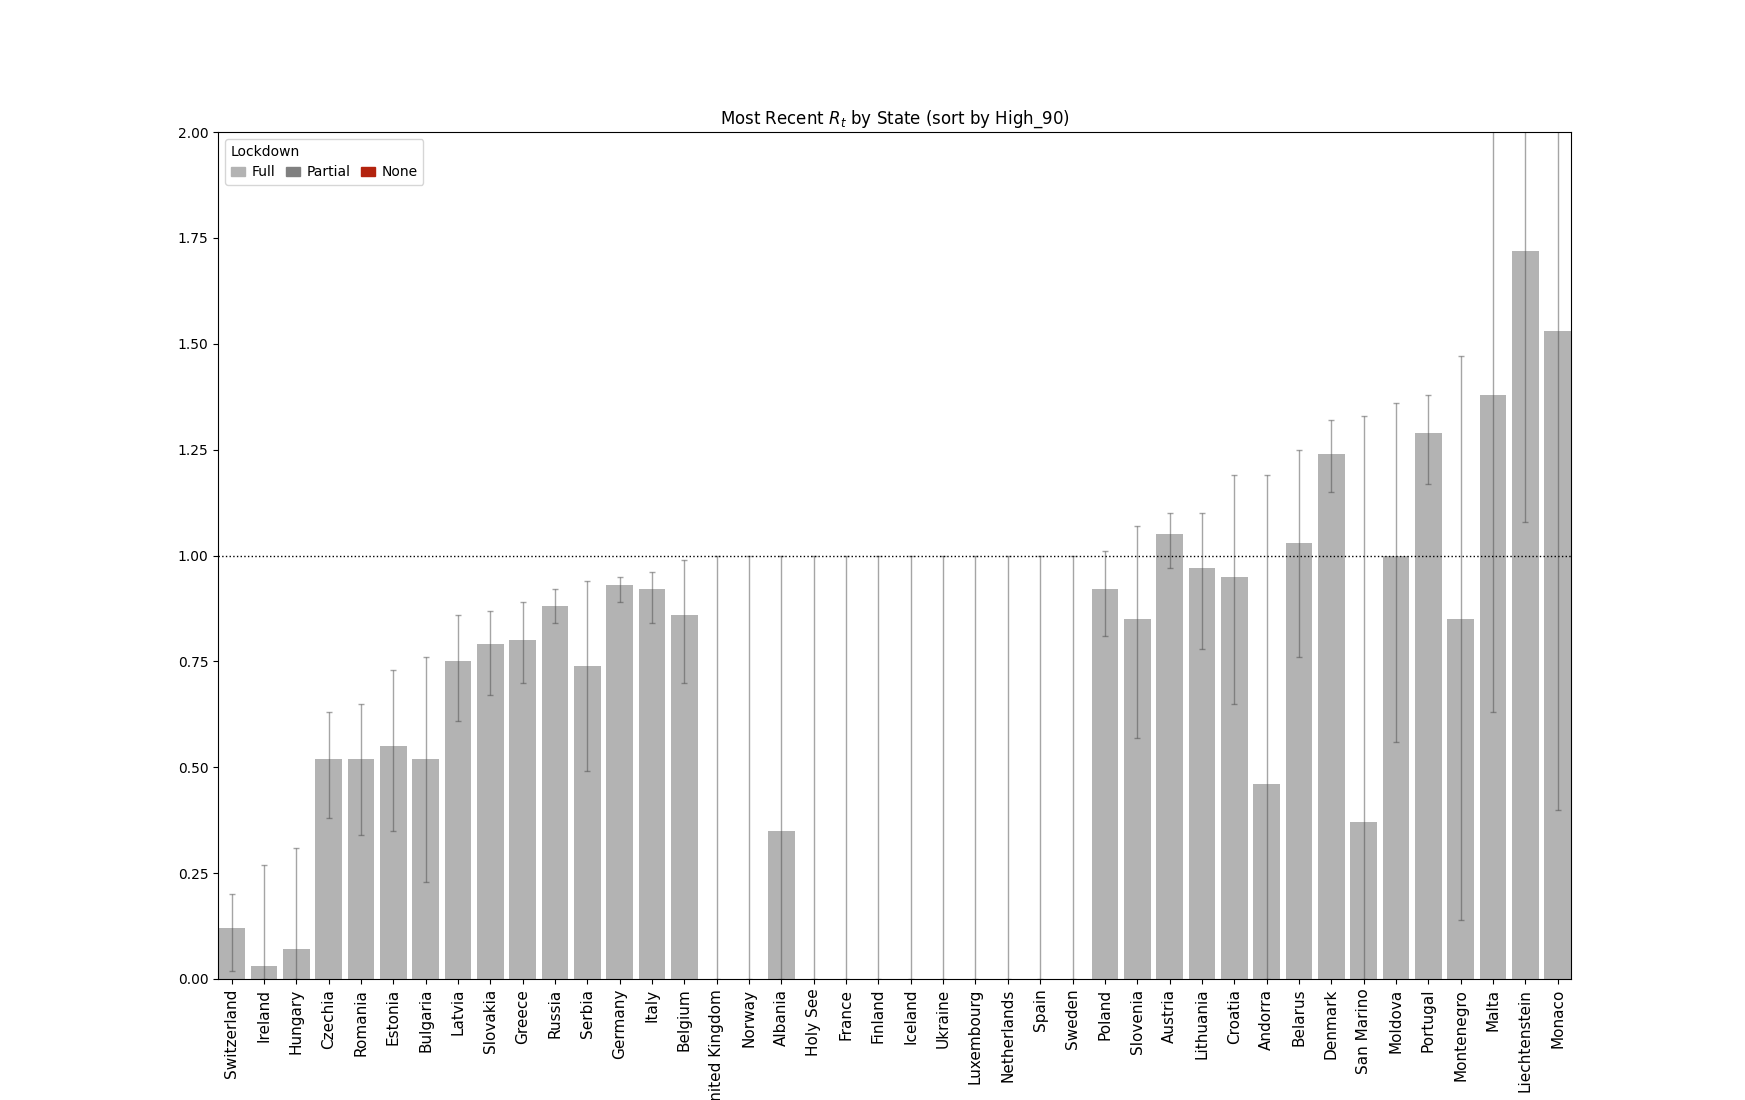 Most Recent Rt by State (sort by High_90)
Lockdown
Full Partial None
2.00
1.75
1.50
1.25
1.00
0.75
0.50
0.25
0.00
Switzerland
Ireland
Hungary
Czechia
Romania
Estonia
Bulgaria
Latvia
Slovakia
Greece
Russia
Serbia
Germany
Italy
Belgium
nited Kingdom
Norway
Albania
Holy See
France
Finland
Iceland
Ukraine
Luxembourg
Netherlands
Spain
Sweden
Poland
Slovenia
Austria
Lithuania
Croatia
Andorra
Belarus
Denmark
San Marino
Moldova
Portugal
Montenegro
Malta
Liechtenstein
Monaco